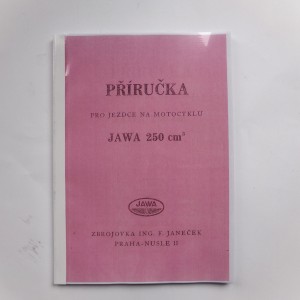 PŘÍRUČKA
PRO JEZDCE NA MOTOCYKLU
JAWA 250 cm³
JAWA
ZBROJOVKA ING. F. JANEČEK
PRAHA-NUSLE II